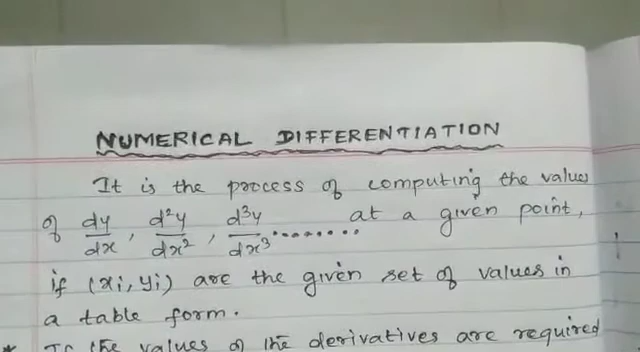 NUMERICAL DIFFERENTIATION
It is the process of computing the values
of dy/dx, d²y/dx², d³y/dx³........ at a given point,
if (xi, yi) are the given set of values in
a table form.
* If the values of the derivatives are required